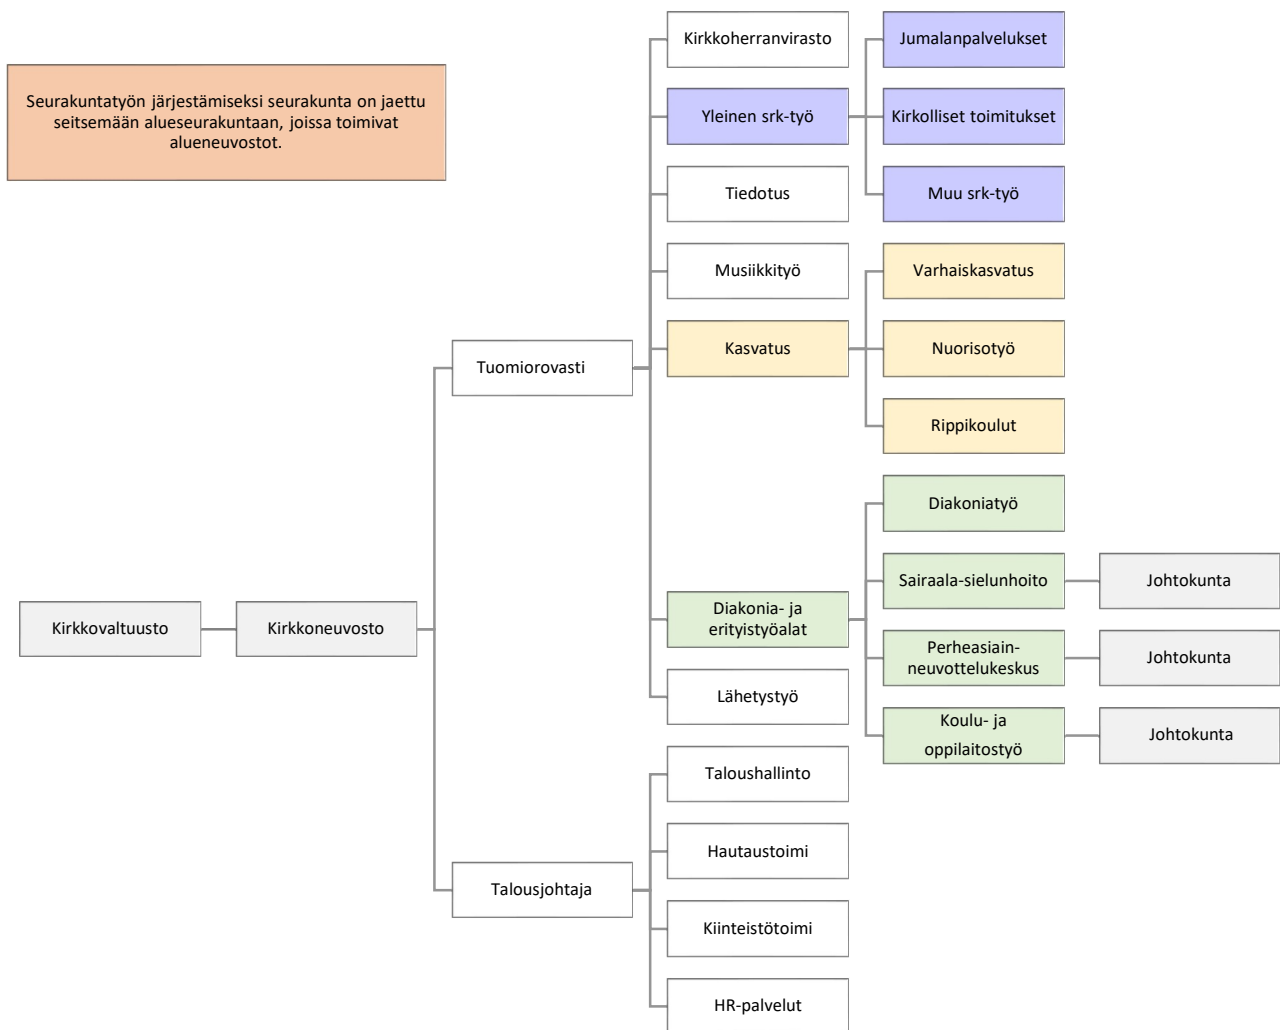 Seurakuntatyön järjestämiseksi seurakunta on jaettu
seitsemään alueseurakuntaan, joissa toimivat
alueneuvostot.
Kirkkovaltuusto
Kirkkoneuvosto
Tuomiorovasti
Kirkkoherranvirasto
Yleinen srk-työ
Jumalanpalvelukset
Kirkolliset toimitukset
Muu srk-työ
Tiedotus
Musiikkityö
Kasvatus
Varhaiskasvatus
Nuorisotyö
Rippikoulut
Diakonia- ja
erityistyöalat
Diakoniatyö
Sairaala-sielunhoito
Johtokunta
Perheasiain-
neuvottelukeskus
Johtokunta
Koulu- ja
oppilaitostyö
Johtokunta
Lähetystyö
Talousjohtaja
Taloushallinto
Hautaustoimi
Kiinteistötoimi
HR-palvelut